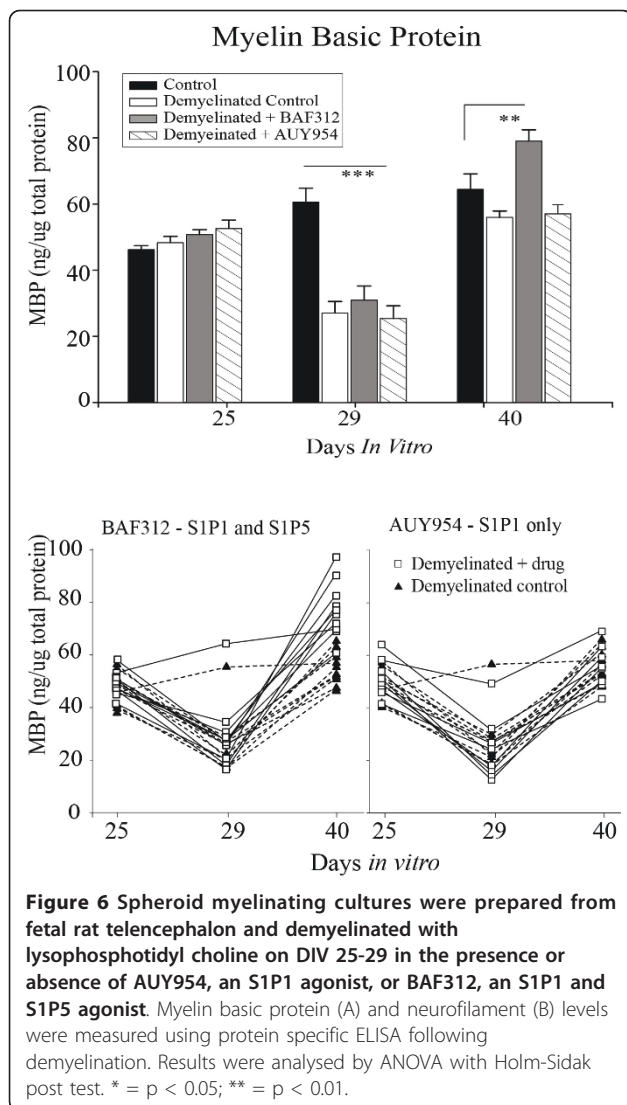 Myelin Basic Protein
100
80
60
40
20
0
MBP (ng/ug total protein)
Control
Demyelinated Control
Demyelinated + BAF312
Demyeinated + AUY954
***
**
25
29
40
Days In Vitro
BAF312 - S1P1 and S1P5
AUY954 - S1P1 only
100
80
60
40
20
0
MBP (ng/ug total protein)
Demyelinated + drug
Demyelinated control
25
29
40
25
29
40
Days in vitro
Figure 6 Spheroid myelinating cultures were prepared from
fetal rat telencephalon and demyelinated with
lysophosphotidyl choline on DIV 25-29 in the presence or
absence of AUY954, an S1P1 agonist, or BAF312, an S1P1 and
S1P5 agonist. Myelin basic protein (A) and neurofilament (B) levels
were measured using protein specific ELISA following
demyelination. Results were analysed by ANOVA with Holm-Sidak
post test. * = p < 0.05; ** = p < 0.01.